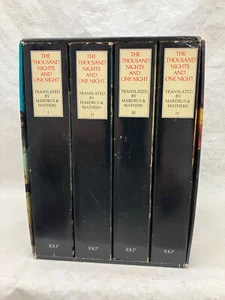 THE
THOUSAND
NIGHTS
AND
ONE NIGHT
TRANSLATED
BY
MARDRUS &
MATHERS
I
RKP
THE
THOUSAND
NIGHTS
AND
ONE NIGHT
TRANSLATED
BY
MARDRUS &
MATHERS
II
RKP
THE
THOUSAND
NIGHTS
AND
ONE NIGHT
TRANSLATED
BY
MARDRUS &
MATHERS
III
RKP
THE
THOUSAND
NIGHTS
AND
ONE NIGHT
TRANSLATED
BY
MARDRUS &
MATHERS
IV
RKP